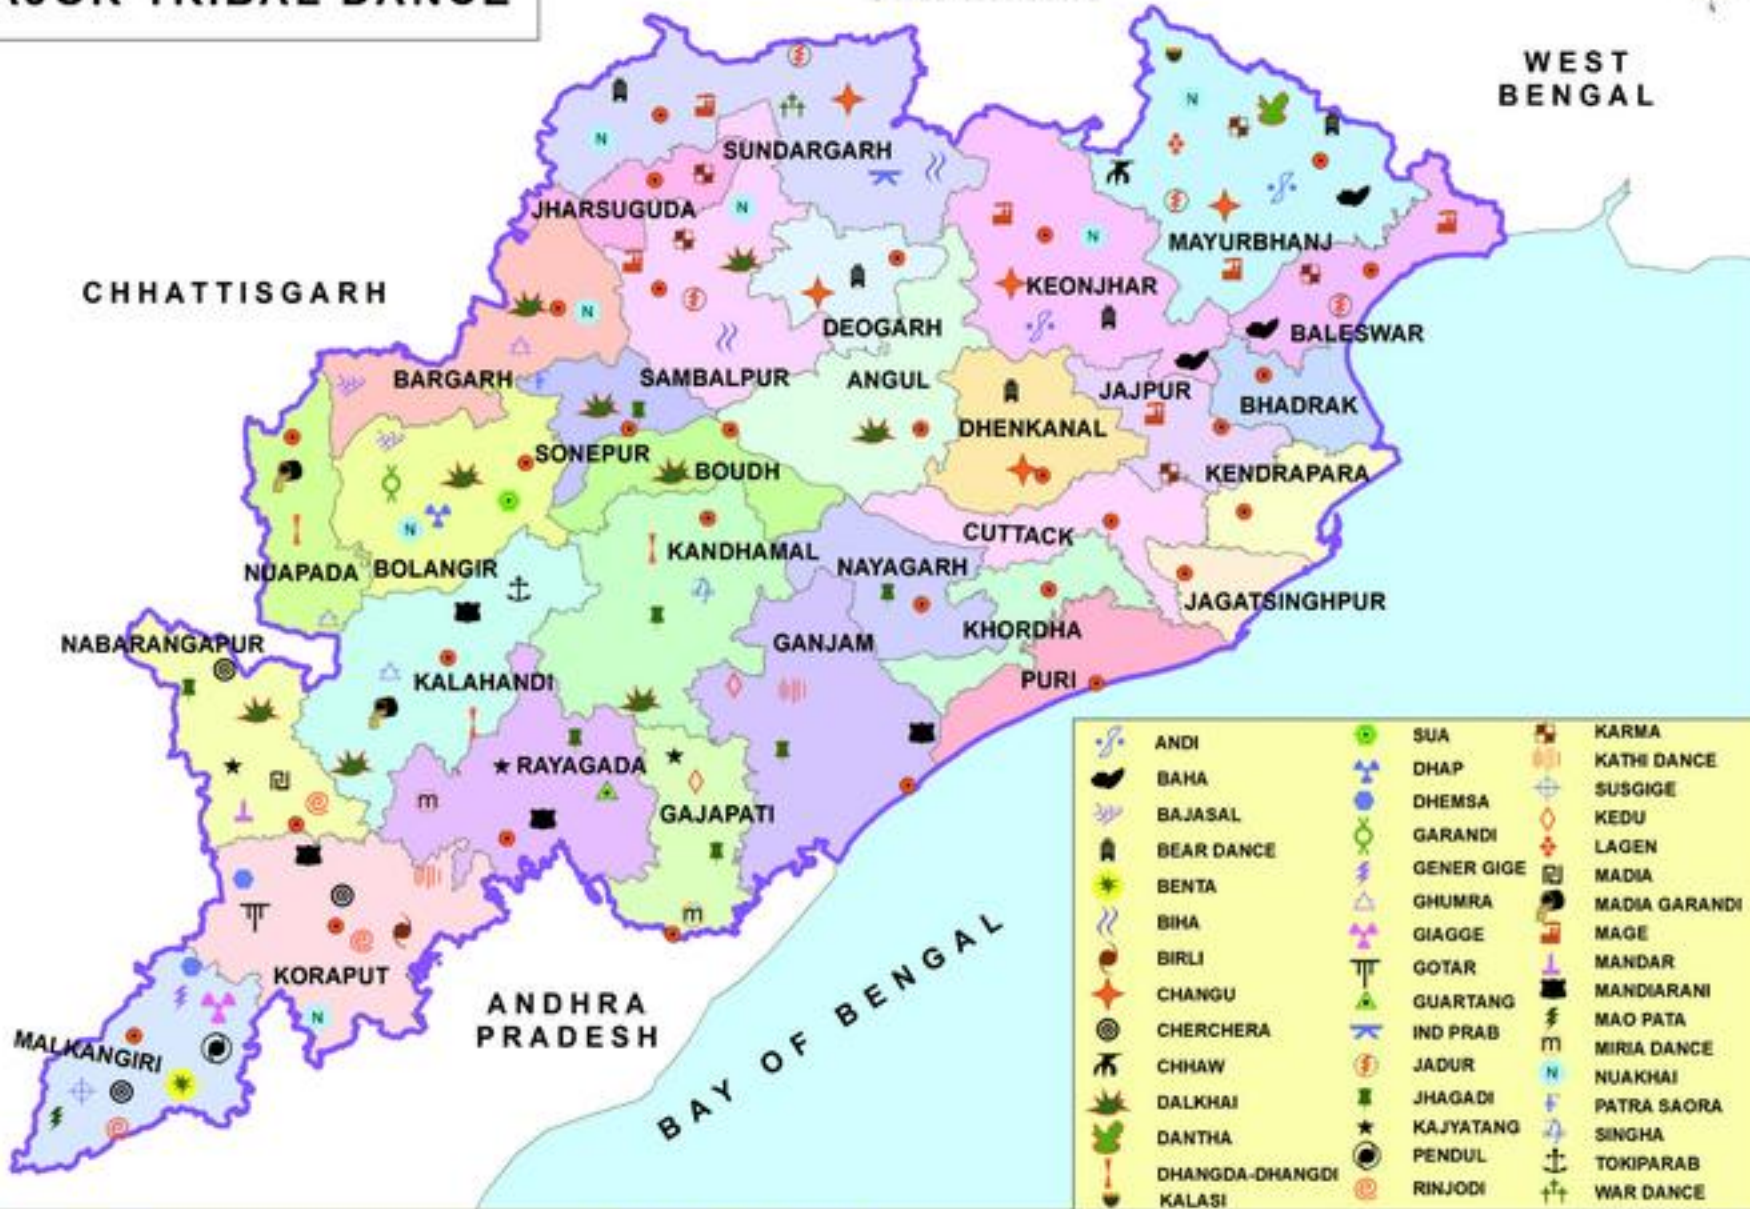 AJOR TRIBAL DANCE
WEST
BENGAL
SUNDARGARH
JHARSUGUDA
MAYURBHANJ
CHHATTISGARH
KEONJHAR
DEOGARH
BALESWAR
BARGARH
SAMBALPUR
ANGUL
JAJPUR
BHADRAK
DHENKANAL
SONEPUR
BOUDH
KENDRAPARA
CUTTACK
KANDHAMAL
NAYAGARH
NUAPADA
BOLANGIR
JAGATSINGHPUR
KHORDHA
NABARANGAPUR
GANJAM
KALAHANDI
PURI
RAYAGADA
GAJAPATI
KORAPUT
ANDHRA
PRADESH
MALKANGIRI
BAY OF BENGAL
ANDI
BAHA
BAJASAL
BEAR DANCE
BENTA
BIHA
BIRLI
CHANGU
CHERCHERA
CHHAW
DALKHAI
DANTHA
DHANGDA-DHANGDI
KALASI
SUA
DHAP
DHEMSA
GARANDI
GENER GIGE
GHUMRA
GIAGGE
GOTAR
GUARTANG
IND PRAB
JADUR
JHAGADI
KAJYATANG
PENDUL
RINJODI
KARMA
KATHI DANCE
SUSGIGE
KEDU
LAGEN
MADIA
MADIA GARANDI
MAGE
MANDAR
MANDIARANI
MAO PATA
MIRIA DANCE
NUAKHAI
PATRA SAORA
SINGHA
TOKIPARAB
WAR DANCE